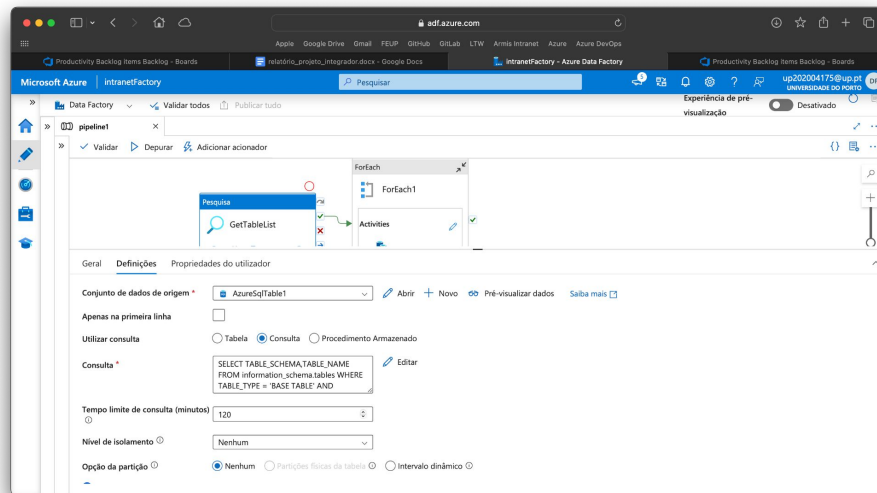 adf.azure.com
Apple Google Drive Gmail FEUP GitHub GitLab LTW Armis Intranet Azure Azure DevOps
Productivity Backlog items Backlog - Boards
relatório_projeto_integrador.docx - Google Docs
intranetFactory - Azure Data Factory
Productivity Backlog items Backlog - Boards
Microsoft Azure | intranetFactory
Pesquisar
1
up202004175@up.pt
UNIVERSIDADE DO PORTO
Data Factory
Validar todos
Publicar tudo
Experiência de pré-
visualização
Desativado
pipeline1
Validar
Depurar
Adicionar acionador
{}
Pesquisa
GetTableList
ForEach
ForEach1
Activities
Geral Definições Propriedades do utilizador
Conjunto de dados de origem *
AzureSqlTable1
Abrir
Novo
Pré-visualizar dados
Saiba mais
Apenas na primeira linha
Utilizar consulta
Tabela Consulta Procedimento Armazenado
Consulta *
SELECT TABLE_SCHEMA,TABLE_NAME
FROM information_schema.tables WHERE
TABLE_TYPE = 'BASE TABLE' AND
Editar
Tempo limite de consulta (minutos)
120
Nível de isolamento
Nenhum
Opção da partição
Nenhum Partições físicas da tabela Intervalo dinâmico